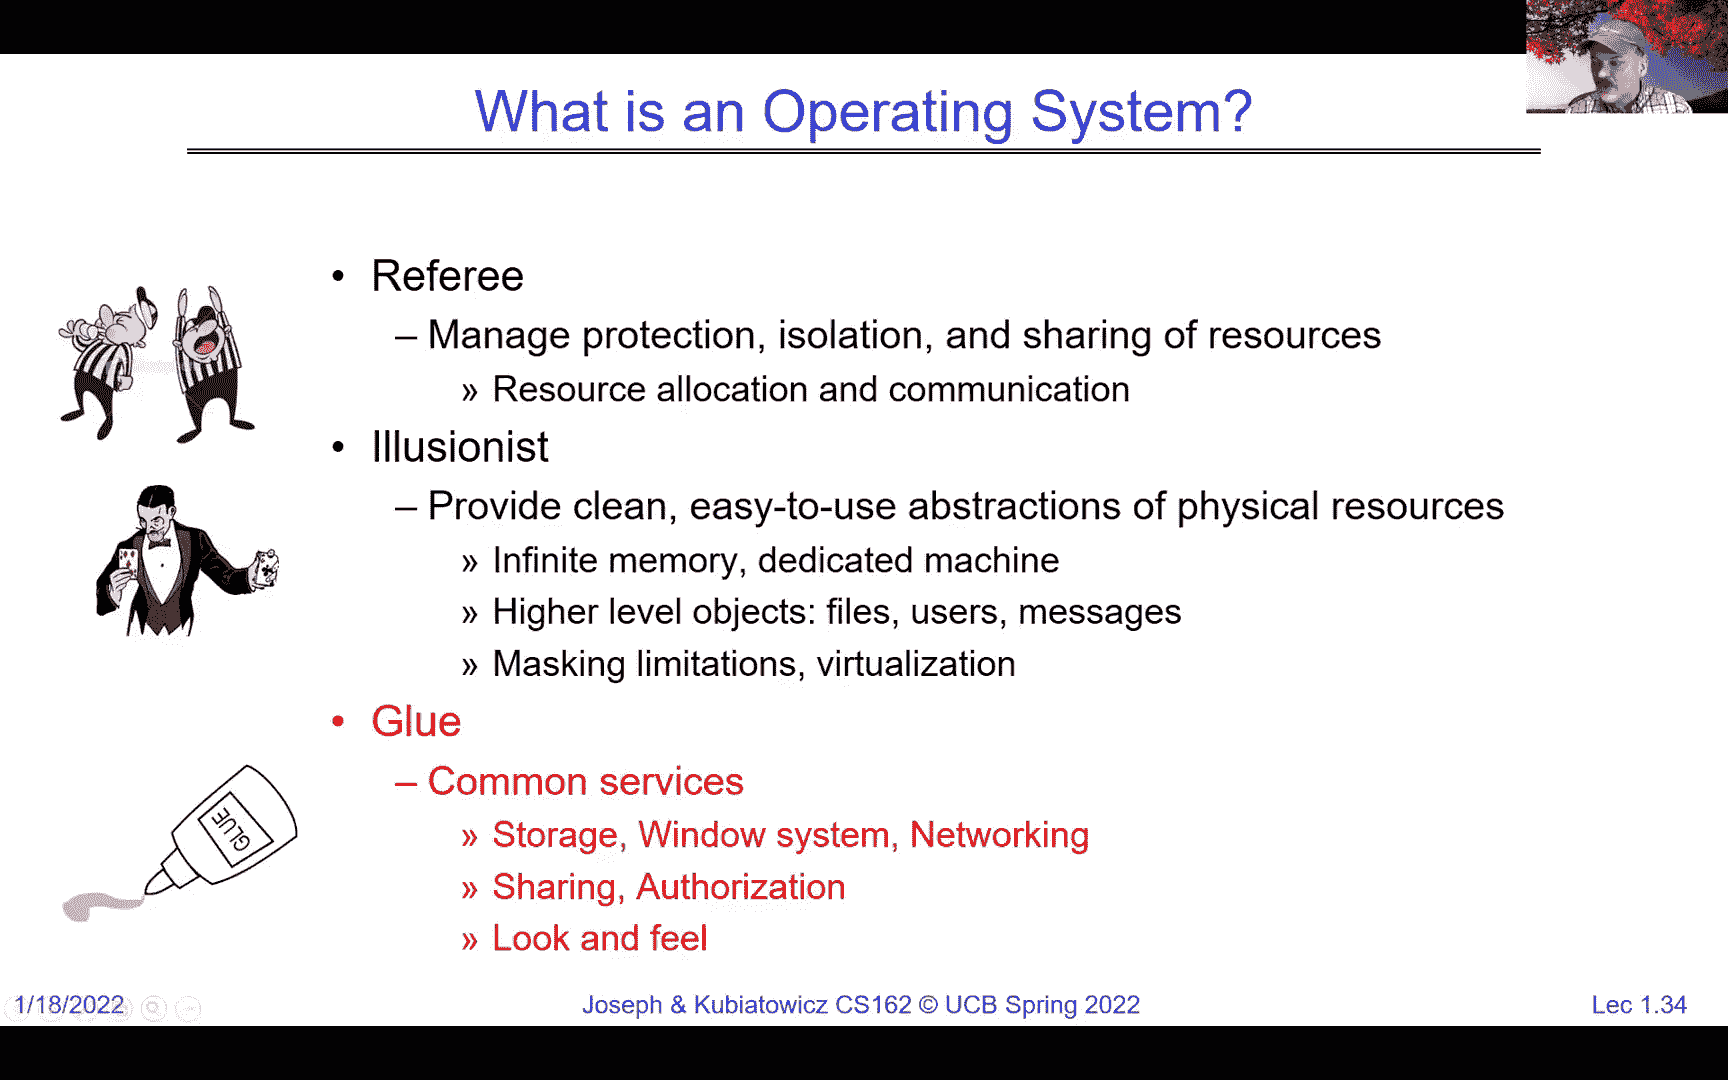 What is an Operating System?
• Referee
– Manage protection, isolation, and sharing of resources
» Resource allocation and communication
• Illusionist
– Provide clean, easy-to-use abstractions of physical resources
» Infinite memory, dedicated machine
» Higher level objects: files, users, messages
» Masking limitations, virtualization
• Glue
– Common services
» Storage, Window system, Networking
» Sharing, Authorization
» Look and feel
GLUE
1/18/2022
Joseph & Kubiatowicz CS162 © UCB Spring 2022
Lec 1.34